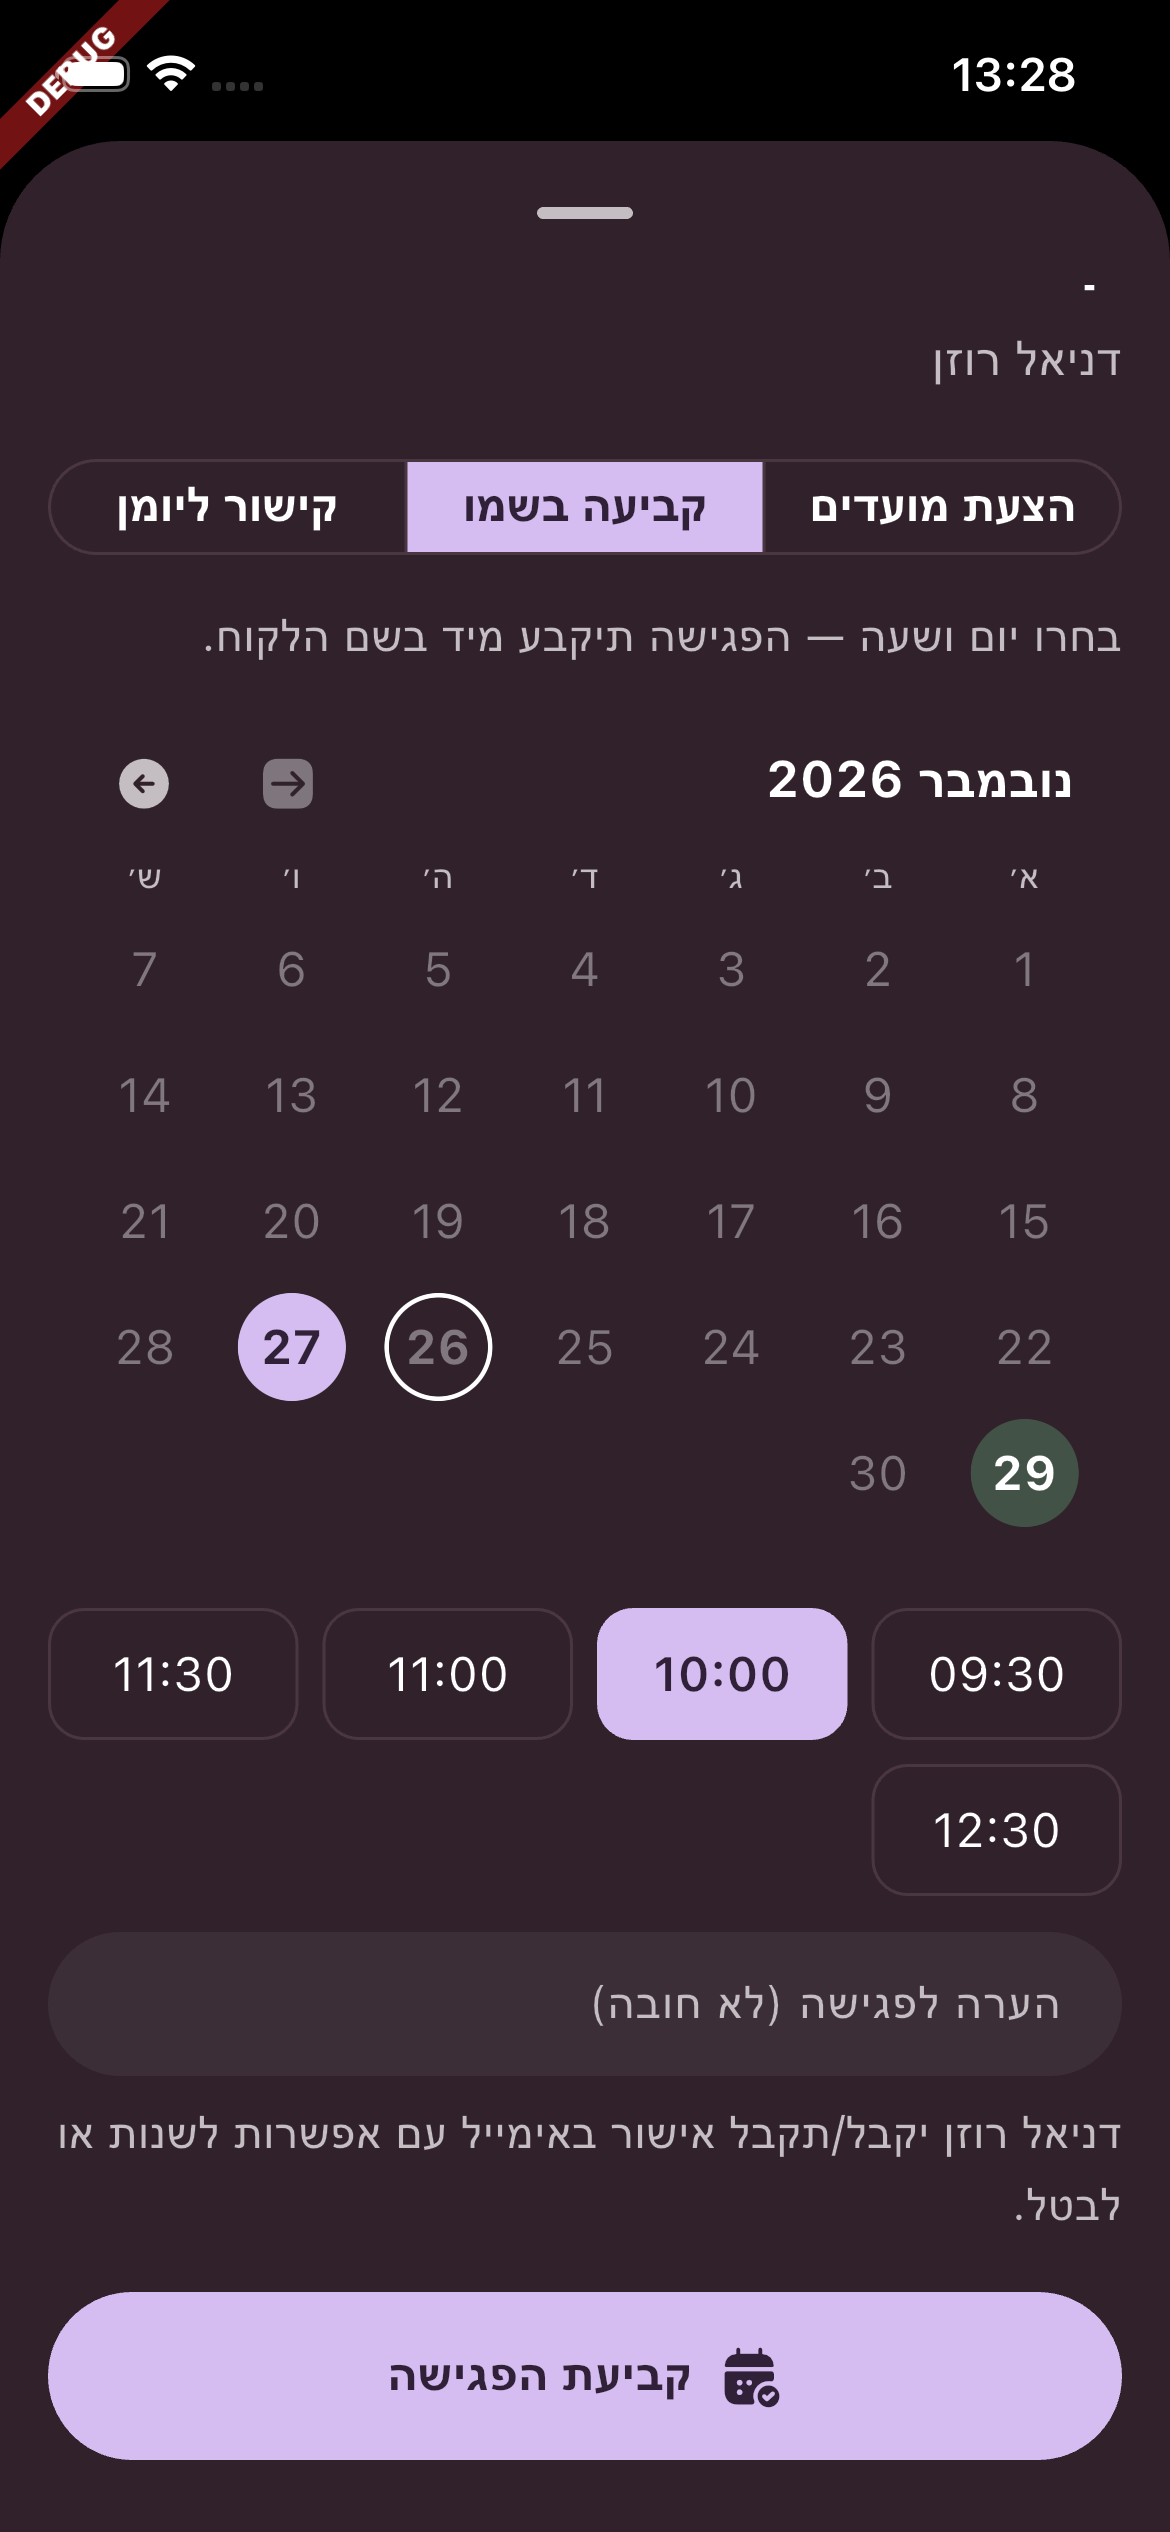 DEBUG
13:28
-
דניאל רוזן
הצעת מועדים קביעה בשמו קישור ליומן
בחרו יום ושעה — הפגישה תיקבע מיד בשם הלקוח.
נובמבר 2026
א׳ ב׳ ג׳ ד׳ ה׳ ו׳ ש׳
1 2 3 4 5 6 7
8 9 10 11 12 13 14
15 16 17 18 19 20 21
22 23 24 25 26 27 28
29 30
09:30 10:00 11:00 11:30
12:30
הערה לפגישה (לא חובה)
דניאל רוזן יקבל/תקבל אישור באימייל עם אפשרות לשנות או
לבטל.
קביעת הפגישה